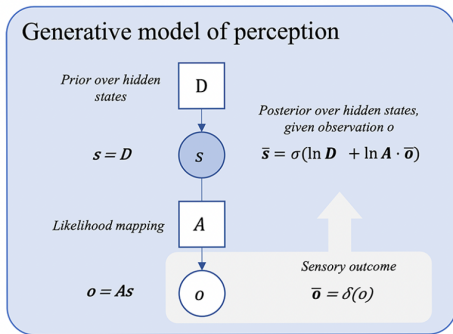 Generative model of perception
Prior over hidden
states
D
Posterior over hidden states,
given observation o
s = D
s
s̅ = σ(ln D + ln A · o̅)
Likelihood mapping
A
Sensory outcome
o = As
o
o̅ = δ(o)